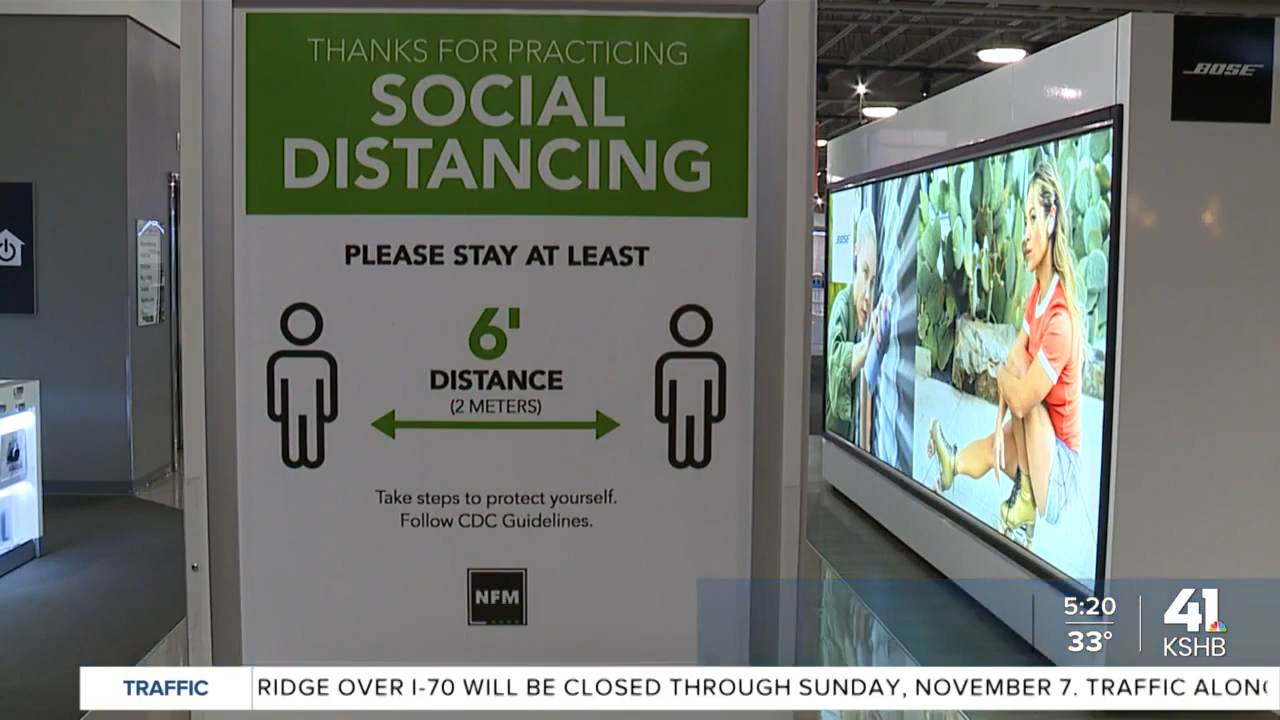 THANKS FOR PRACTICING
SOCIAL
DISTANCING
PLEASE STAY AT LEAST
6'
DISTANCE
(2 METERS)
Take steps to protect yourself.
Follow CDC Guidelines.
NFM
BOSE
BOSE
5:20
33°
41
KSHB
TRAFFIC
RIDGE OVER I-70 WILL BE CLOSED THROUGH SUNDAY, NOVEMBER 7. TRAFFIC ALONG